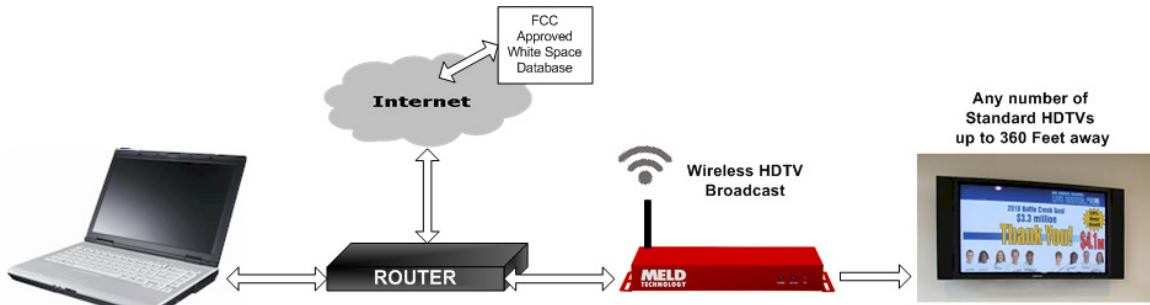 FCC
Approved
White Space
Database
Internet
Any number of
Standard HDTVs
up to 360 Feet away
Wireless HDTV
Broadcast
ROUTER
MELD
TECHNOLOGY
2010 Battle Creek Goal
$3.3 million
Thank You!
$4.1M